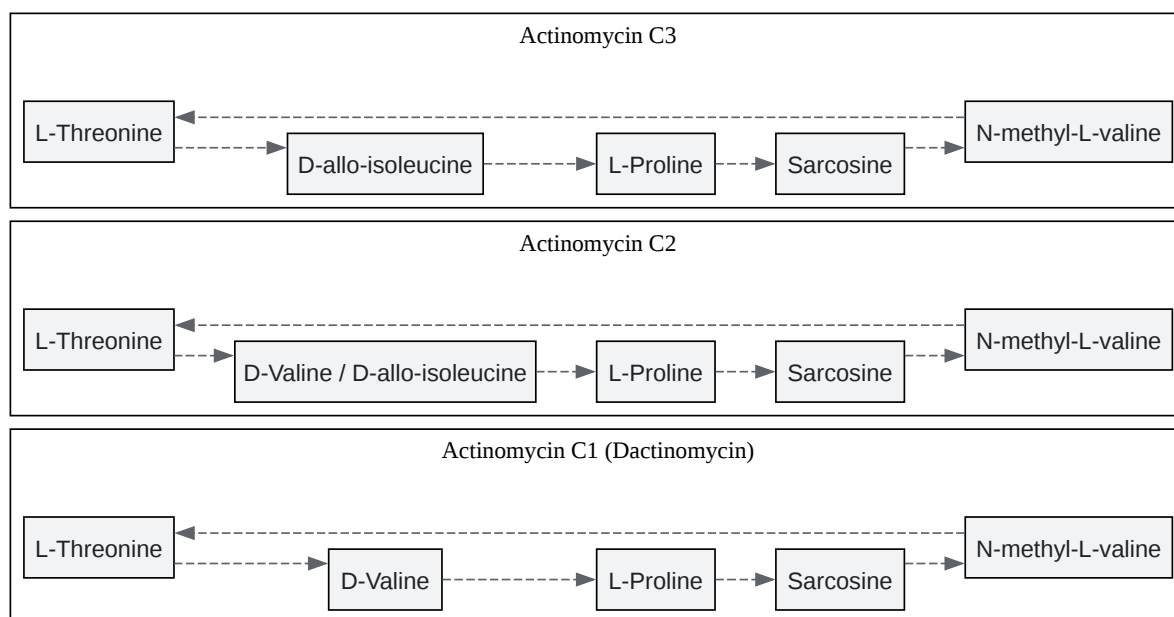 Actinomycin C3
L-Threonine
D-allo-isoleucine
L-Proline
Sarcosine
N-methyl-L-valine
Actinomycin C2
L-Threonine
D-Valine / D-allo-isoleucine
L-Proline
Sarcosine
N-methyl-L-valine
Actinomycin C1 (Dactinomycin)
L-Threonine
D-Valine
L-Proline
Sarcosine
N-methyl-L-valine